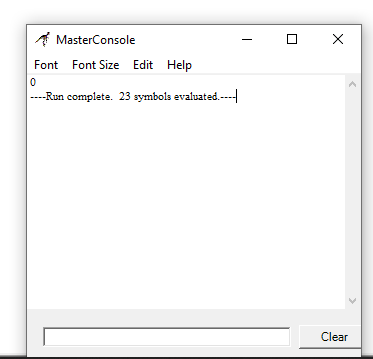 MasterConsole
Font Font Size Edit Help
0
----Run complete.  23 symbols evaluated.----
Clear